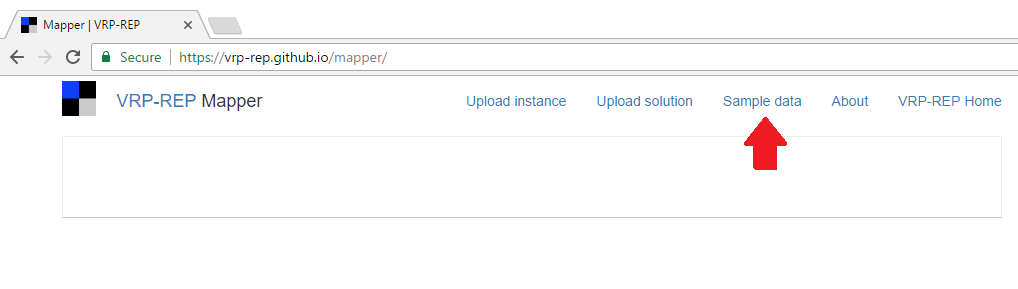 Mapper | VRP-REP
Secure https://vrp-rep.github.io/mapper/
VRP-REP Mapper Upload instance Upload solution Sample data About VRP-REP Home